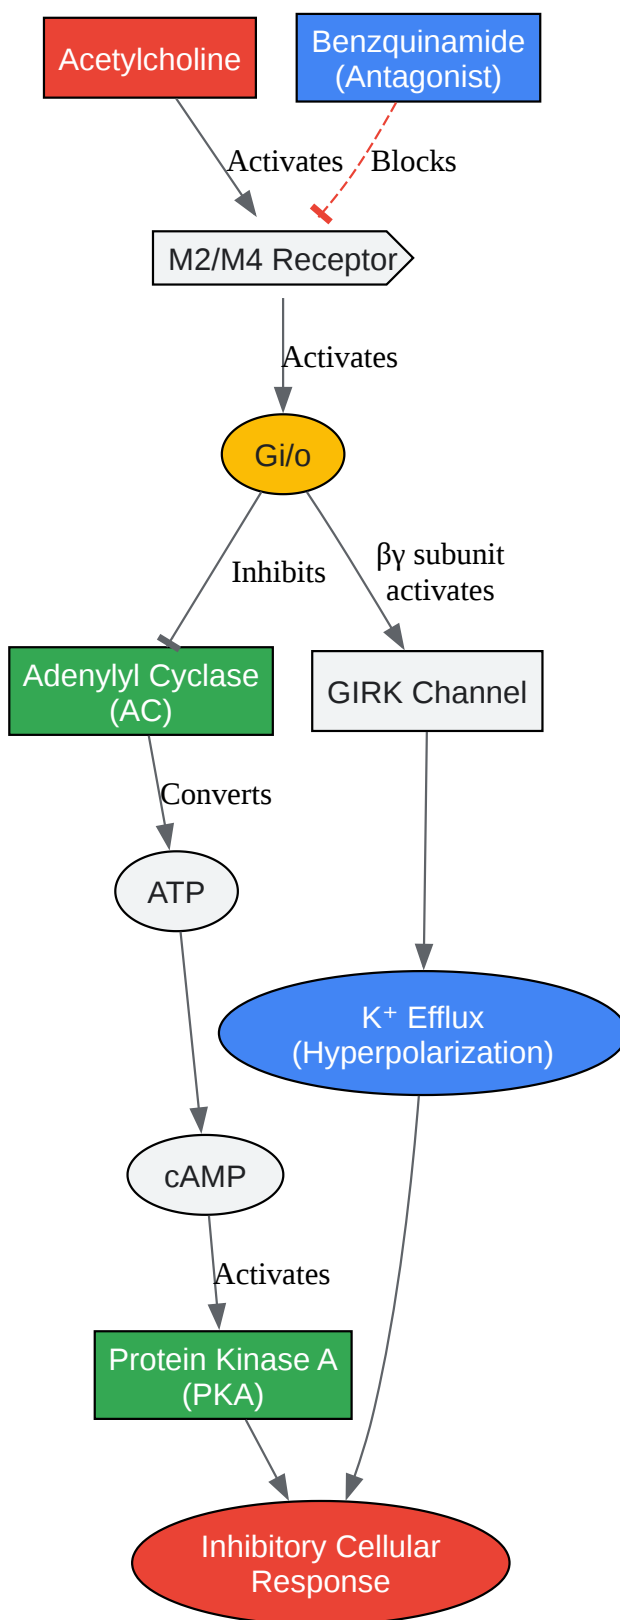 Acetylcholine
Benzquinamide
(Antagonist)
Activates
Blocks
M2/M4 Receptor
Activates
Gi/o
Inhibits
βγ subunit
activates
Adenylyl Cyclase
(AC)
GIRK Channel
Converts
ATP
K⁺ Efflux
(Hyperpolarization)
cAMP
Activates
Protein Kinase A
(PKA)
Inhibitory Cellular
Response